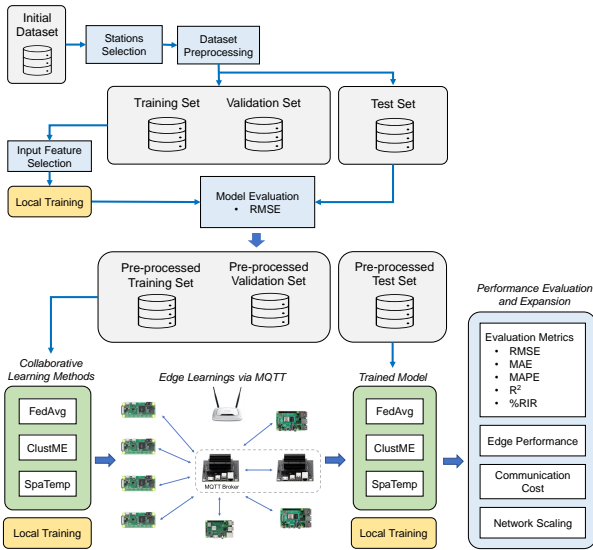 Initial
Dataset
Stations
Selection
Dataset
Preprocessing
Training Set
Validation Set
Test Set
Input Feature
Selection
Local Training
Model Evaluation
• RMSE
Pre-processed
Training Set
Pre-processed
Validation Set
Pre-processed
Test Set
Performance Evaluation
and Expansion
Evaluation Metrics
• RMSE
• MAE
• MAPE
• R²
• %RIR
Edge Performance
Communication
Cost
Network Scaling
Collaborative
Learning Methods
FedAvg
ClustME
SpaTemp
Local Training
Edge Learnings via MQTT
MQTT Broker
Trained Model
FedAvg
ClustME
SpaTemp
Local Training